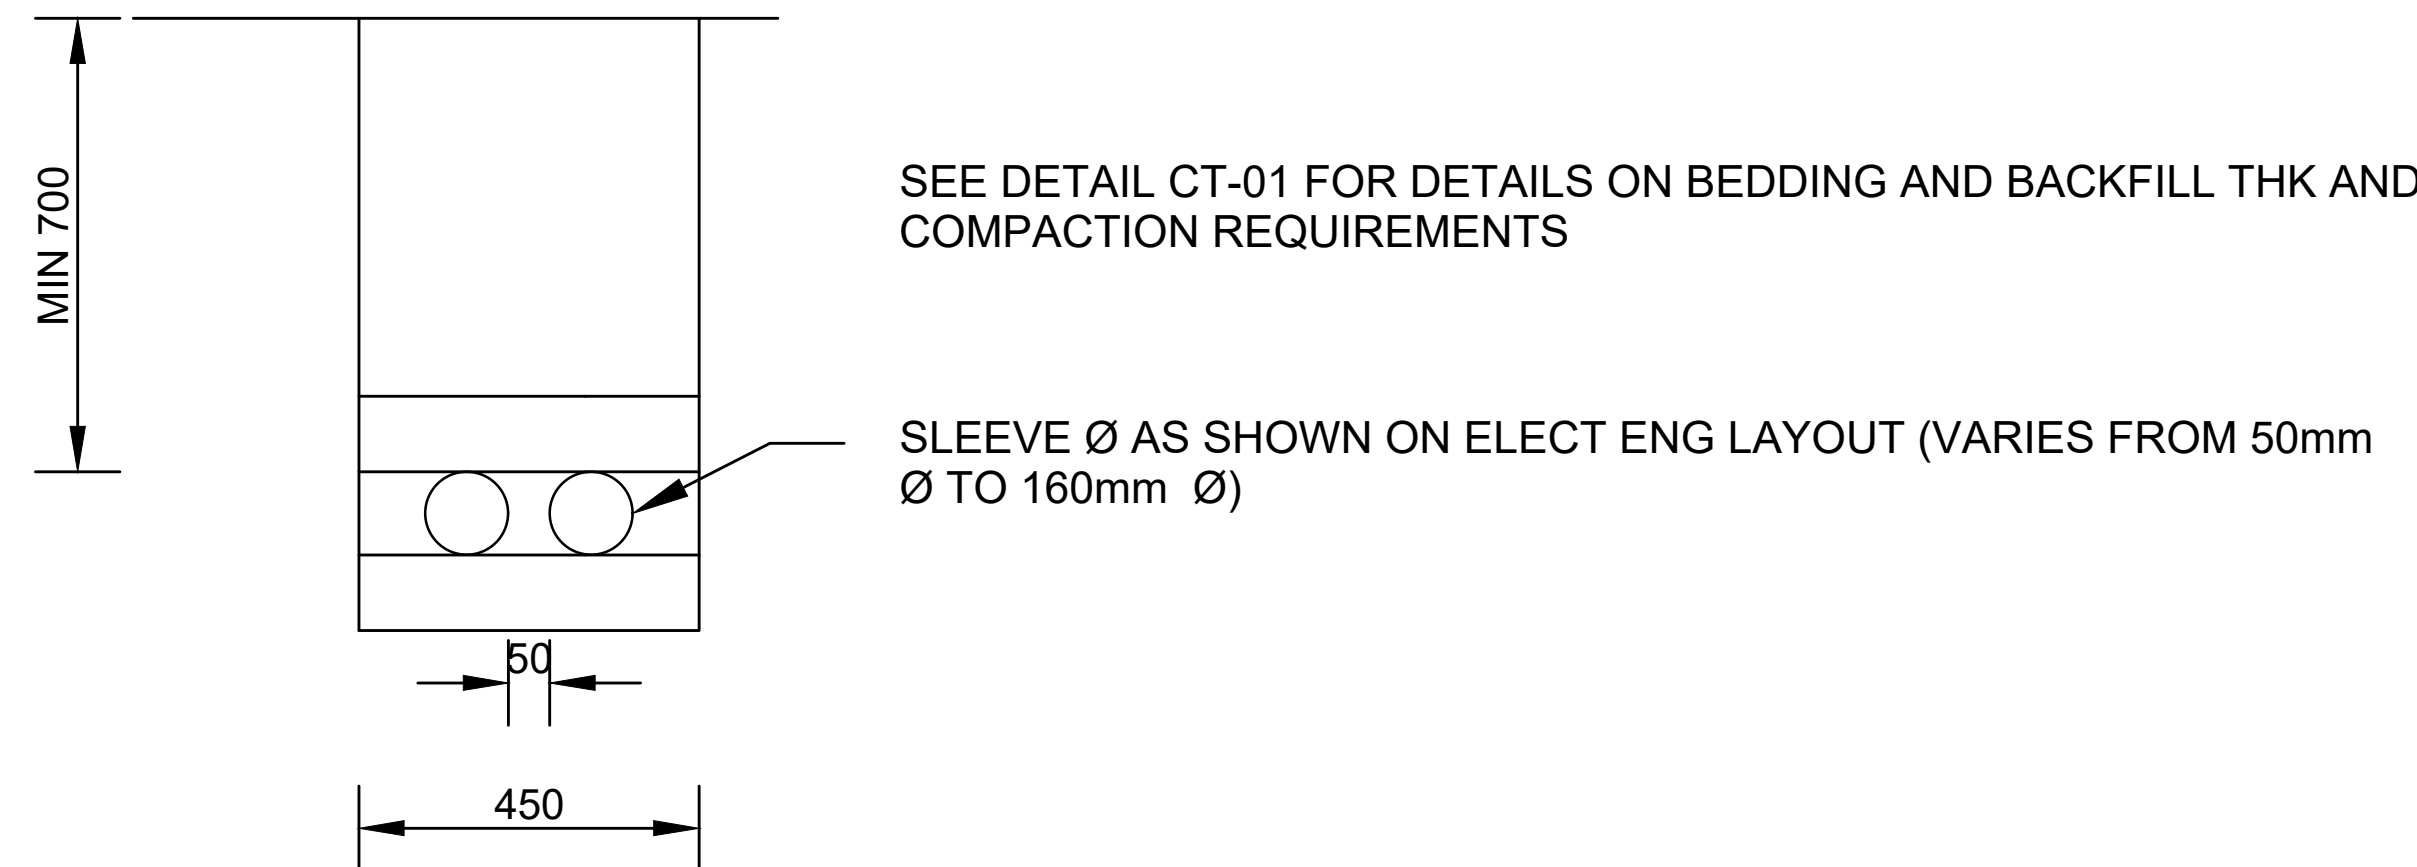 MIN 700
SEE DETAIL CT-01 FOR DETAILS ON BEDDING AND BACKFILL THK AND
COMPACTION REQUIREMENTS
SLEEVE Ø AS SHOWN ON ELECT ENG LAYOUT (VARIES FROM 50mm
Ø TO 160mm Ø)
50
450